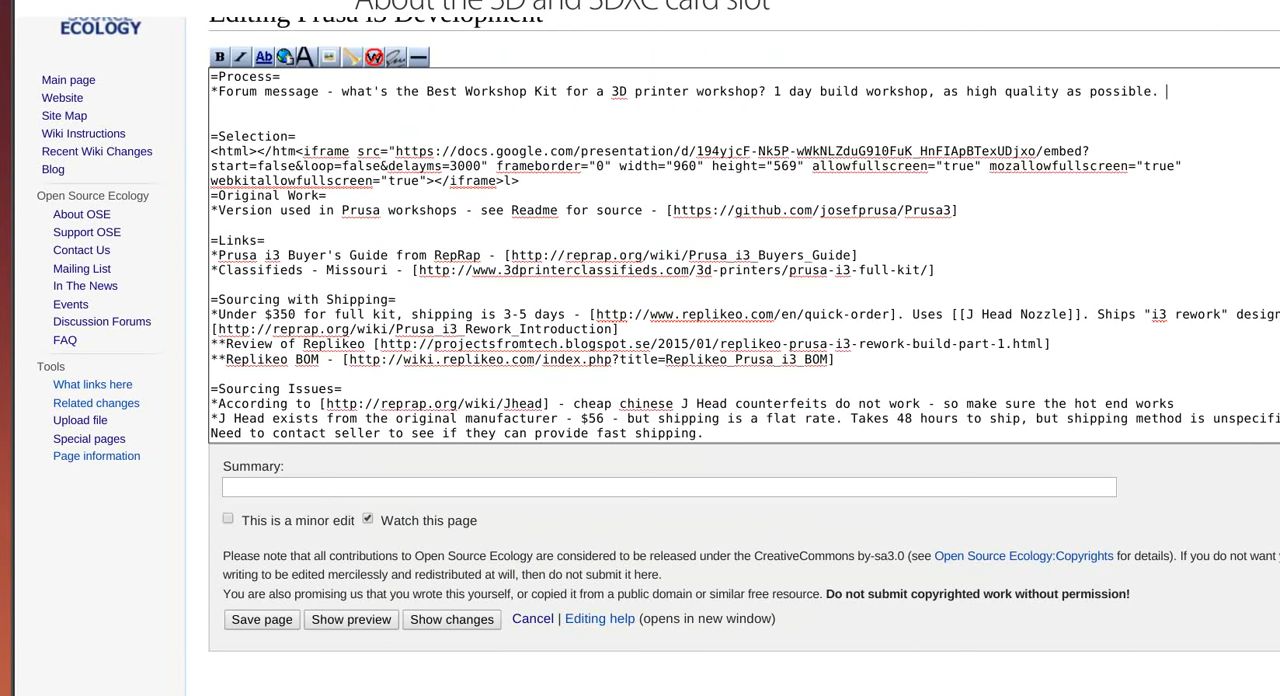 About the SD and SDXC card slot
Editing Prusa i3 Development
SOURCE
ECOLOGY
Main page
Website
Site Map
Wiki Instructions
Recent Wiki Changes
Blog
Open Source Ecology
About OSE
Support OSE
Contact Us
Mailing List
In The News
Events
Discussion Forums
FAQ
Tools
What links here
Related changes
Upload file
Special pages
Page information
B I Ab A W
=Process=
*Forum message - what's the Best Workshop Kit for a 3D printer workshop? 1 day build workshop, as high quality as possible.
=Selection=
<html></htm<iframe src="https://docs.google.com/presentation/d/194yjcF-Nk5P-wWkNLZduG910FuK_HnFIApBTexUDjxo/embed?
start=false&loop=false&delayms=3000" frameborder="0" width="960" height="569" allowfullscreen="true" mozallowfullscreen="true"
webkitallowfullscreen="true"></iframe>l>
=Original Work=
*Version used in Prusa workshops - see Readme for source - [https://github.com/josefprusa/Prusa3]
=Links=
*Prusa i3 Buyer's Guide from RepRap - [http://reprap.org/wiki/Prusa_i3_Buyers_Guide]
*Classifieds - Missouri - [http://www.3dprinterclassifieds.com/3d-printers/prusa-i3-full-kit/]
=Sourcing with Shipping=
*Under $350 for full kit, shipping is 3-5 days - [http://www.replikeo.com/en/quick-order]. Uses [[J Head Nozzle]]. Ships "i3 rework" design
[http://reprap.org/wiki/Prusa_i3_Rework_Introduction]
**Review of Replikeo [http://projectsfromtech.blogspot.se/2015/01/replikeo-prusa-i3-rework-build-part-1.html]
**Replikeo BOM - [http://wiki.replikeo.com/index.php?title=Replikeo_Prusa_i3_BOM]
=Sourcing Issues=
*According to [http://reprap.org/wiki/Jhead] - cheap chinese J Head counterfeits do not work - so make sure the hot end works
*J Head exists from the original manufacturer - $56 - but shipping is a flat rate. Takes 48 hours to ship, but shipping method is unspecifi
Need to contact seller to see if they can provide fast shipping.
Summary:
This is a minor edit Watch this page
Please note that all contributions to Open Source Ecology are considered to be released under the CreativeCommons by-sa3.0 (see Open Source Ecology:Copyrights for details). If you do not want
writing to be edited mercilessly and redistributed at will, then do not submit it here.
You are also promising us that you wrote this yourself, or copied it from a public domain or similar free resource. Do not submit copyrighted work without permission!
Save page Show preview Show changes Cancel | Editing help (opens in new window)